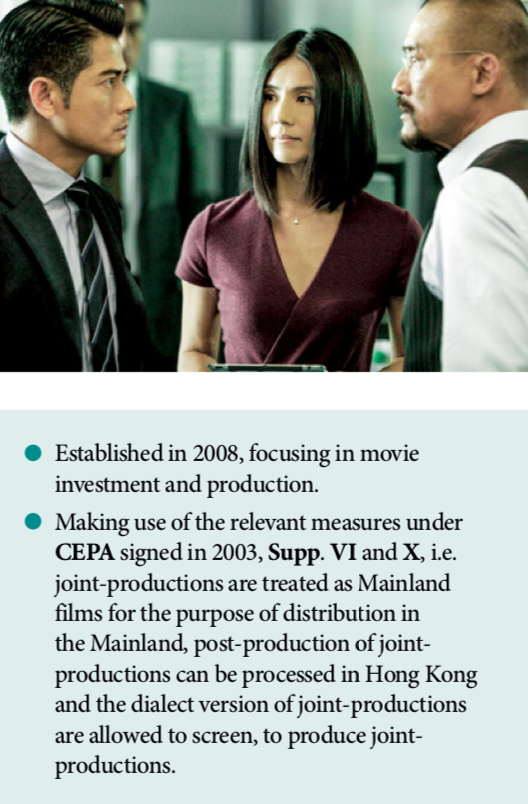 ● Established in 2008, focusing in movie
investment and production.
● Making use of the relevant measures under
CEPA signed in 2003, Supp. VI and X, i.e.
joint-productions are treated as Mainland
films for the purpose of distribution in
the Mainland, post-production of joint-
productions can be processed in Hong Kong
and the dialect version of joint-productions
are allowed to screen, to produce joint-
productions.